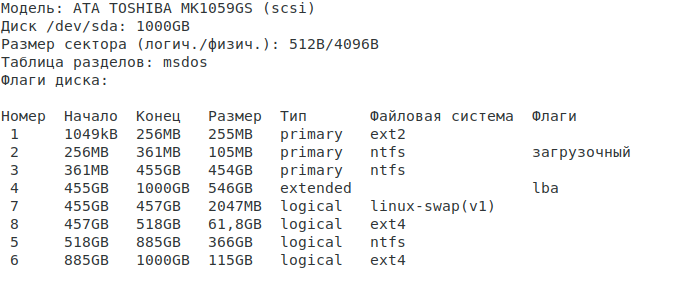 Модель: ATA TOSHIBA MK1059GS (scsi)
Диск /dev/sda: 1000GB
Размер сектора (логич./физич.): 512B/4096B
Таблица разделов: msdos
Флаги диска:
Номер  Начало  Конец   Размер  Тип       Файловая система  Флаги
 1     1049kB  256MB   255MB   primary   ext2
 2     256MB   361MB   105MB   primary   ntfs              загрузочный
 3     361MB   455GB   454GB   primary   ntfs
 4     455GB   1000GB  546GB   extended                    lba
 7     455GB   457GB   2047MB  logical   linux-swap(v1)
 8     457GB   518GB   61,8GB  logical   ext4
 5     518GB   885GB   366GB   logical   ntfs
 6     885GB   1000GB  115GB   logical   ext4